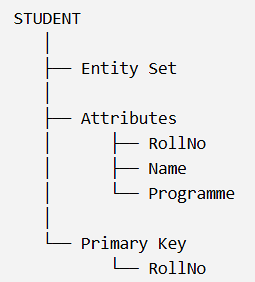 STUDENT
Entity Set
Attributes
RollNo
Name
Programme
Primary Key
RollNo